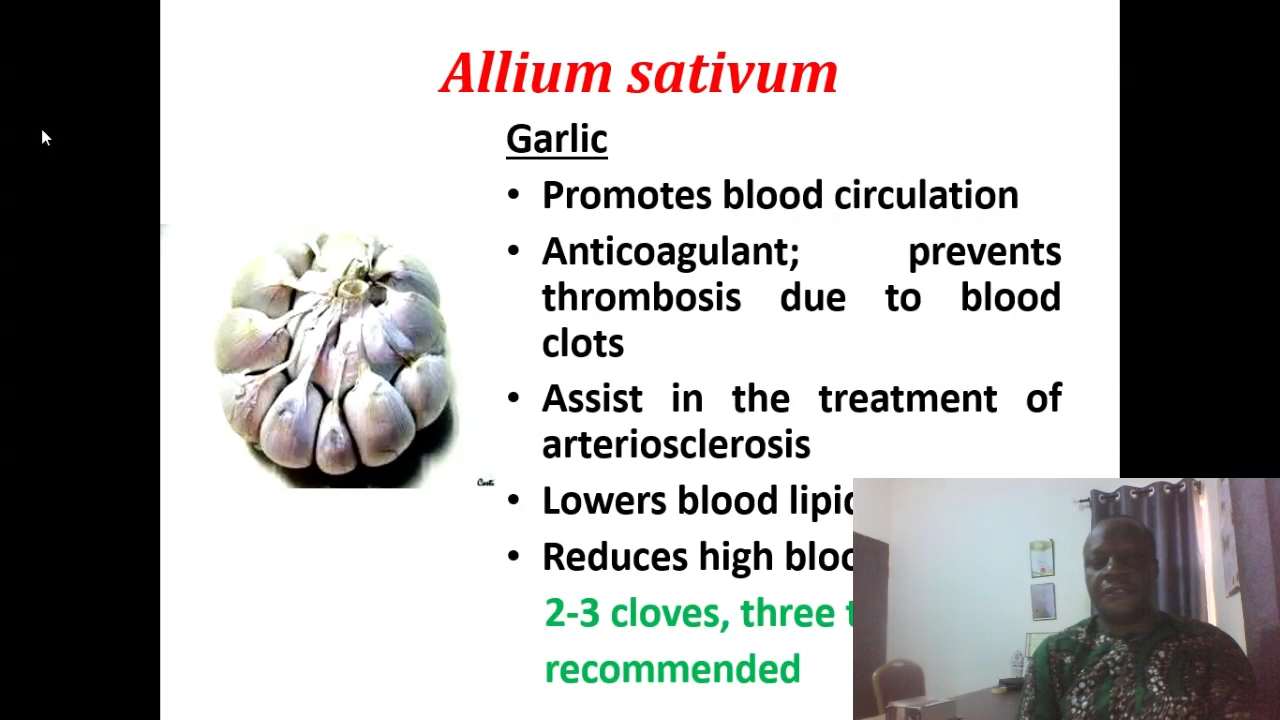 Allium sativum
Garlic
• Promotes blood circulation
• Anticoagulant; prevents
thrombosis due to blood
clots
• Assist in the treatment of
arteriosclerosis
• Lowers blood
• Reduces high
2-3 cloves, three
recommended